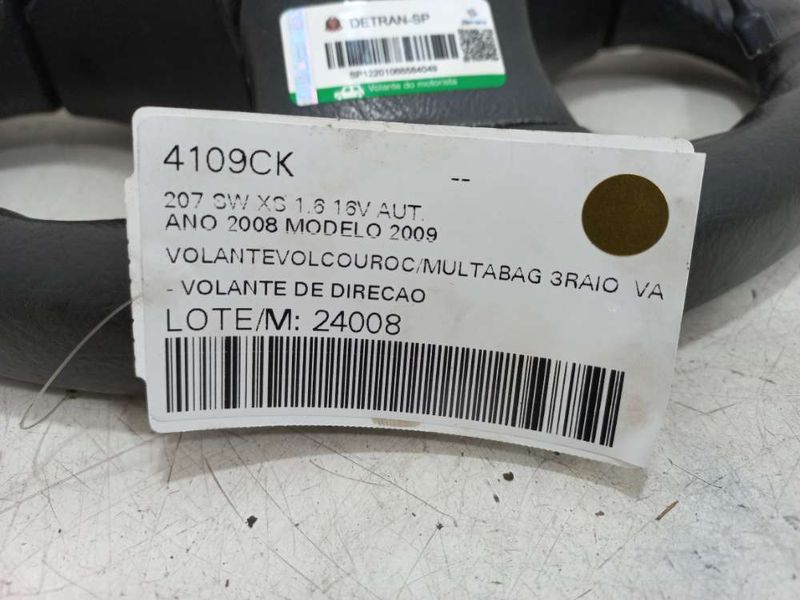 DETRAN-SP
SP12201066584049
Volante do motorista
4109CK
--
207 SW XS 1.6 16V AUT.
ANO 2008 MODELO 2009
VOLANTEVOLCOUROC/MULTABAG 3RAIO VA
- VOLANTE DE DIRECAO
LOTE/M: 24008